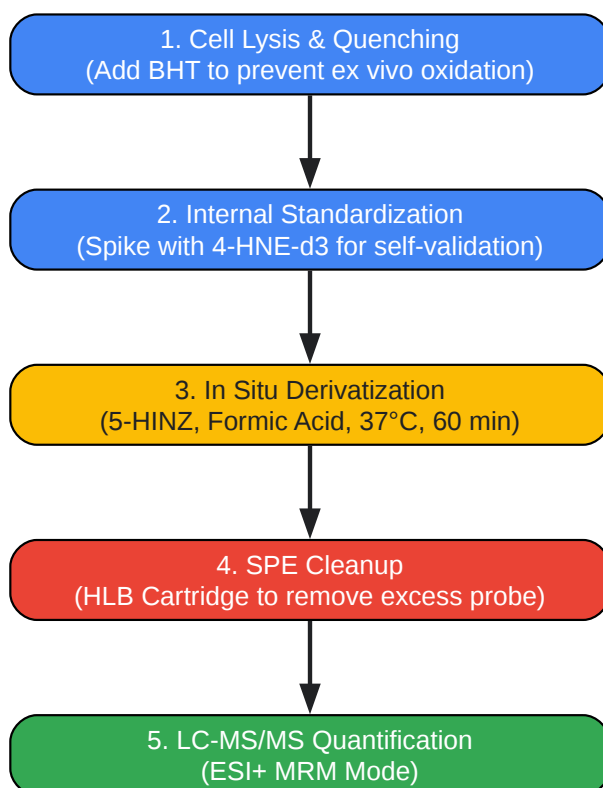 1. Cell Lysis & Quenching
(Add BHT to prevent ex vivo oxidation)
2. Internal Standardization
(Spike with 4-HNE-d3 for self-validation)
3. In Situ Derivatization
(5-HINZ, Formic Acid, 37°C, 60 min)
4. SPE Cleanup
(HLB Cartridge to remove excess probe)
5. LC-MS/MS Quantification
(ESI+ MRM Mode)